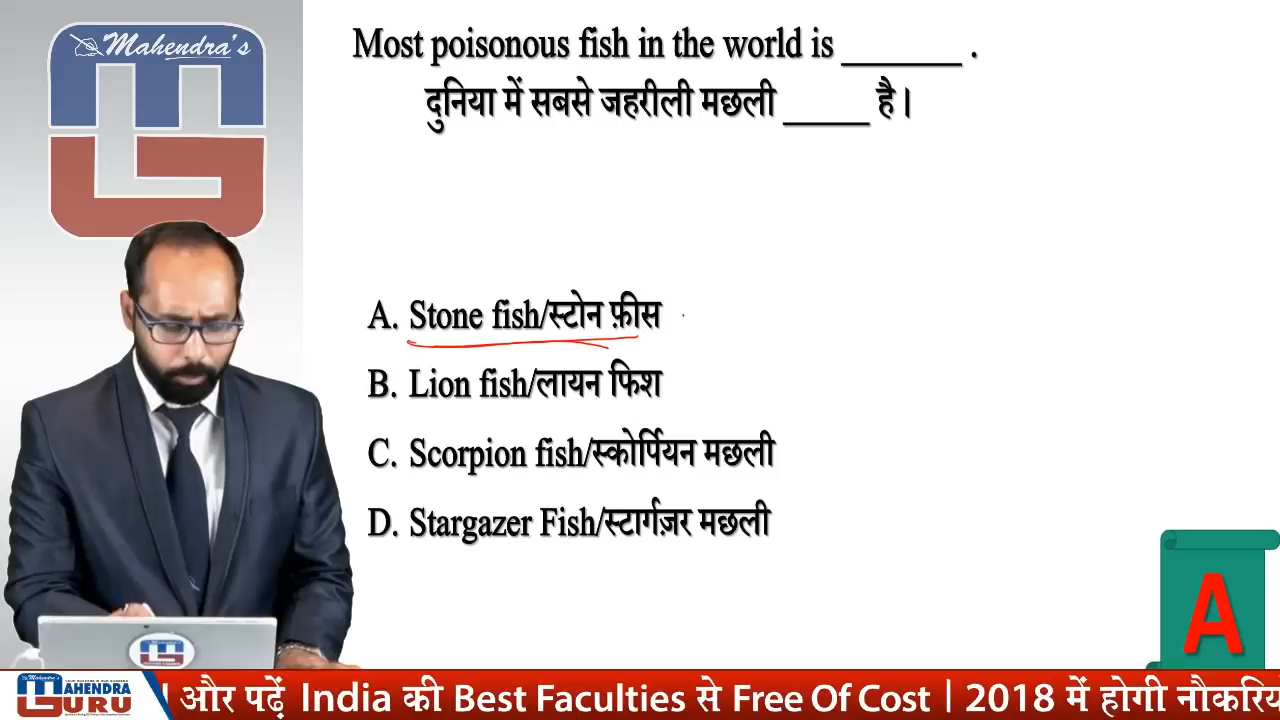 Mahendra's
Most poisonous fish in the world is _______ .
दुनिया में सबसे जहरीली मछली _____ है।
A. Stone fish/स्टोन फ़ीस
B. Lion fish/लायन फिश
C. Scorpion fish/स्कोर्पियन मछली
D. Stargazer Fish/स्टार्गज़र मछली
A
Mahendra's
MAHENDRA
GURU
और पढ़ें India की Best Faculties से Free Of Cost | 2018 में होगी